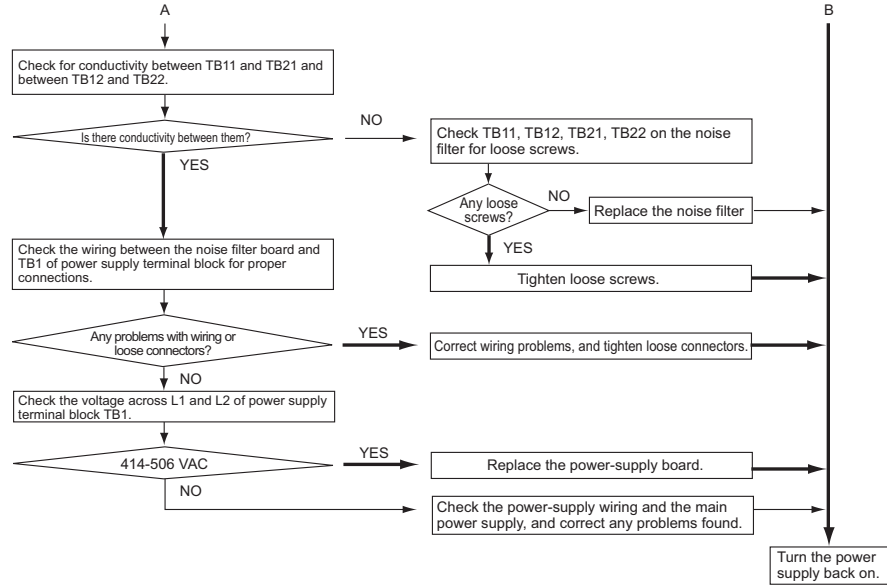 A
B
Check for conductivity between TB11 and TB21 and
between TB12 and TB22.
Is there conductivity between them?
NO
YES
Check TB11, TB12, TB21, TB22 on the noise
filter for loose screws.
Any loose
screws?
NO
Replace the noise filter
YES
Tighten loose screws.
Check the wiring between the noise filter board and
TB1 of power supply terminal block for proper
connections.
Any problems with wiring or
loose connectors?
YES
Correct wiring problems, and tighten loose connectors.
NO
Check the voltage across L1 and L2 of power supply
terminal block TB1.
414-506 VAC
YES
Replace the power-supply board.
NO
Check the power-supply wiring and the main
power supply, and correct any problems found.
Turn the power
supply back on.